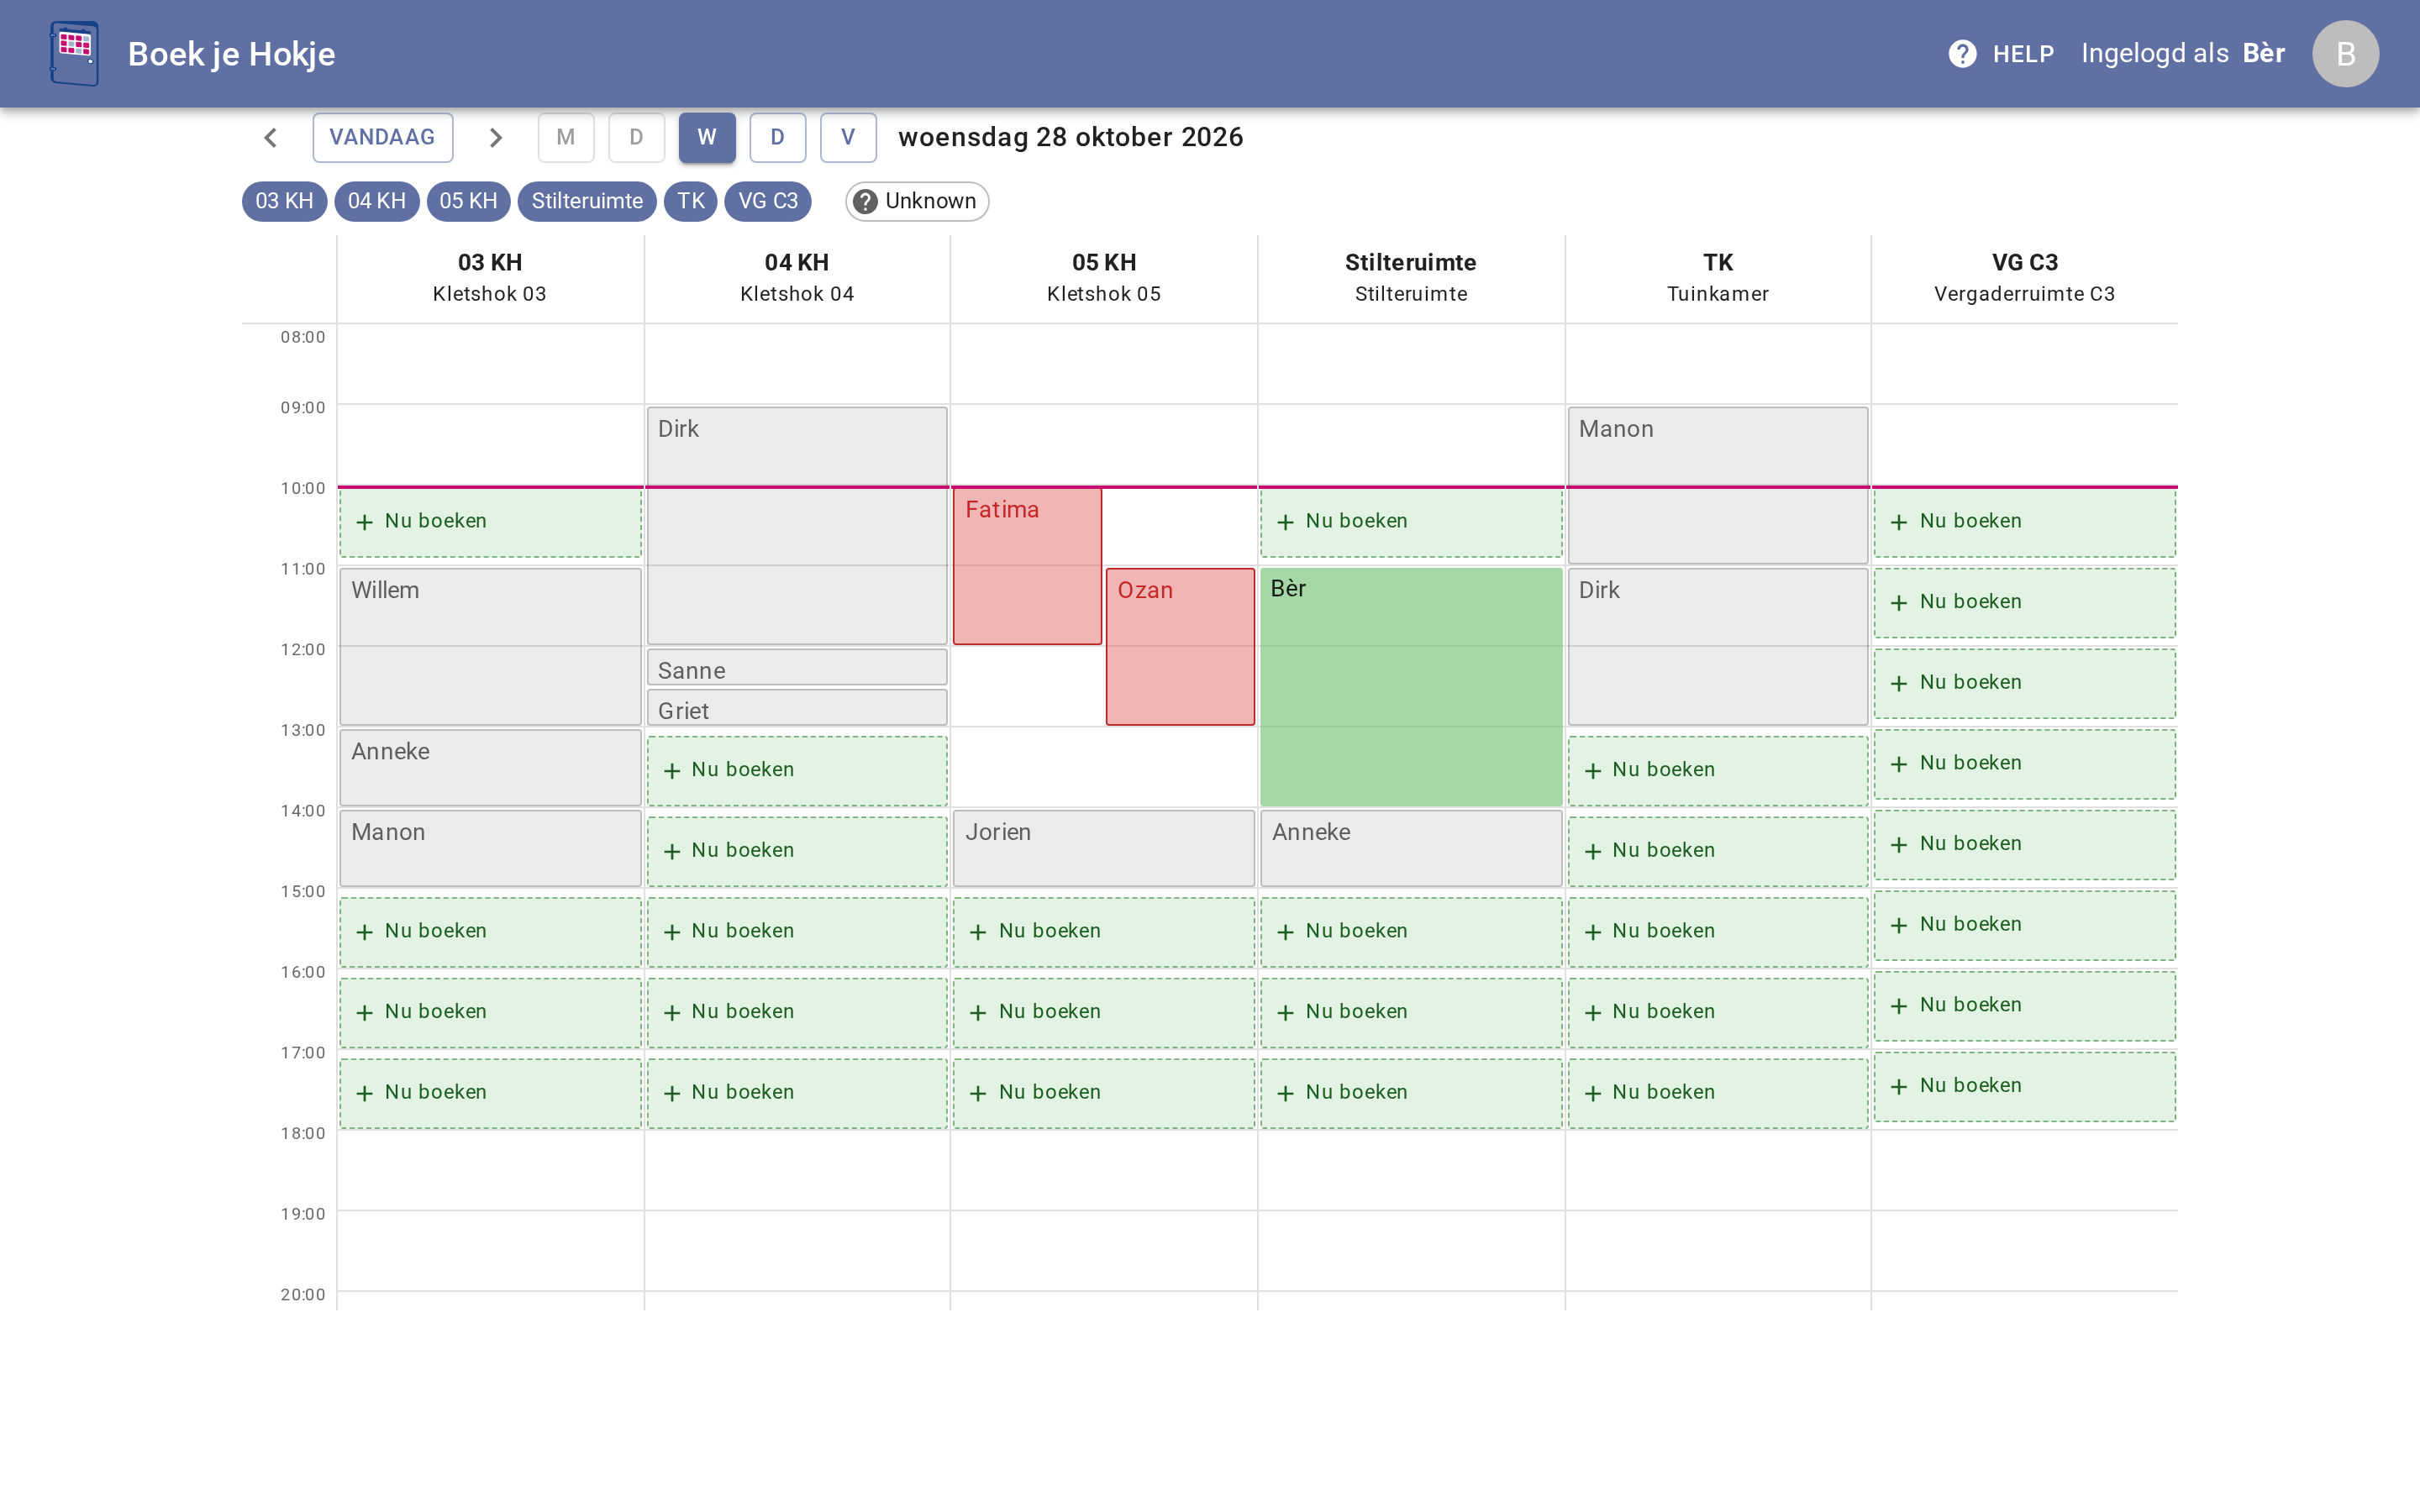 Boek je Hokje
HELP Ingelogd als Bèr B
VANDAAG M D W D V woensdag 28 oktober 2026
03 KH 04 KH 05 KH Stilteruimte TK VG C3 Unknown
03 KH 04 KH 05 KH Stilteruimte TK VG C3
Kletshok 03 Kletshok 04 Kletshok 05 Stilteruimte Tuinkamer Vergaderruimte C3
08:00
09:00
Dirk Manon
10:00
Fatima
Nu boeken Nu boeken Nu boeken
11:00
Willem Ozan Bèr Dirk
Nu boeken
12:00
Sanne
Nu boeken
Griet
13:00
Anneke
Nu boeken Nu boeken Nu boeken
14:00
Manon Jorien Anneke
Nu boeken Nu boeken Nu boeken
15:00
Nu boeken Nu boeken Nu boeken Nu boeken Nu boeken Nu boeken
16:00
Nu boeken Nu boeken Nu boeken Nu boeken Nu boeken Nu boeken
17:00
Nu boeken Nu boeken Nu boeken Nu boeken Nu boeken Nu boeken
18:00
19:00
20:00